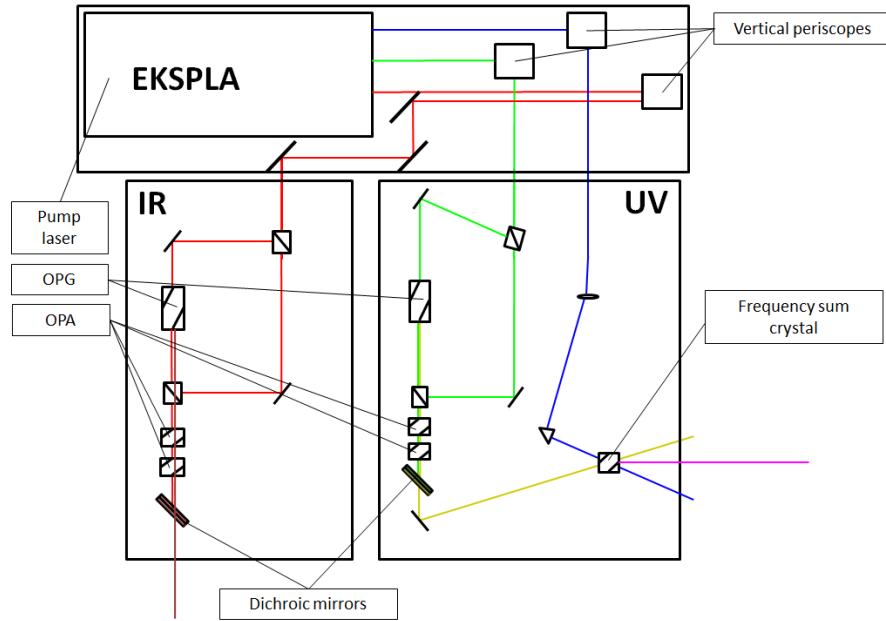 EKSPLA
Vertical periscopes
IR
UV
Pump
laser
OPG
OPA
Frequency sum
crystal
Dichroic mirrors